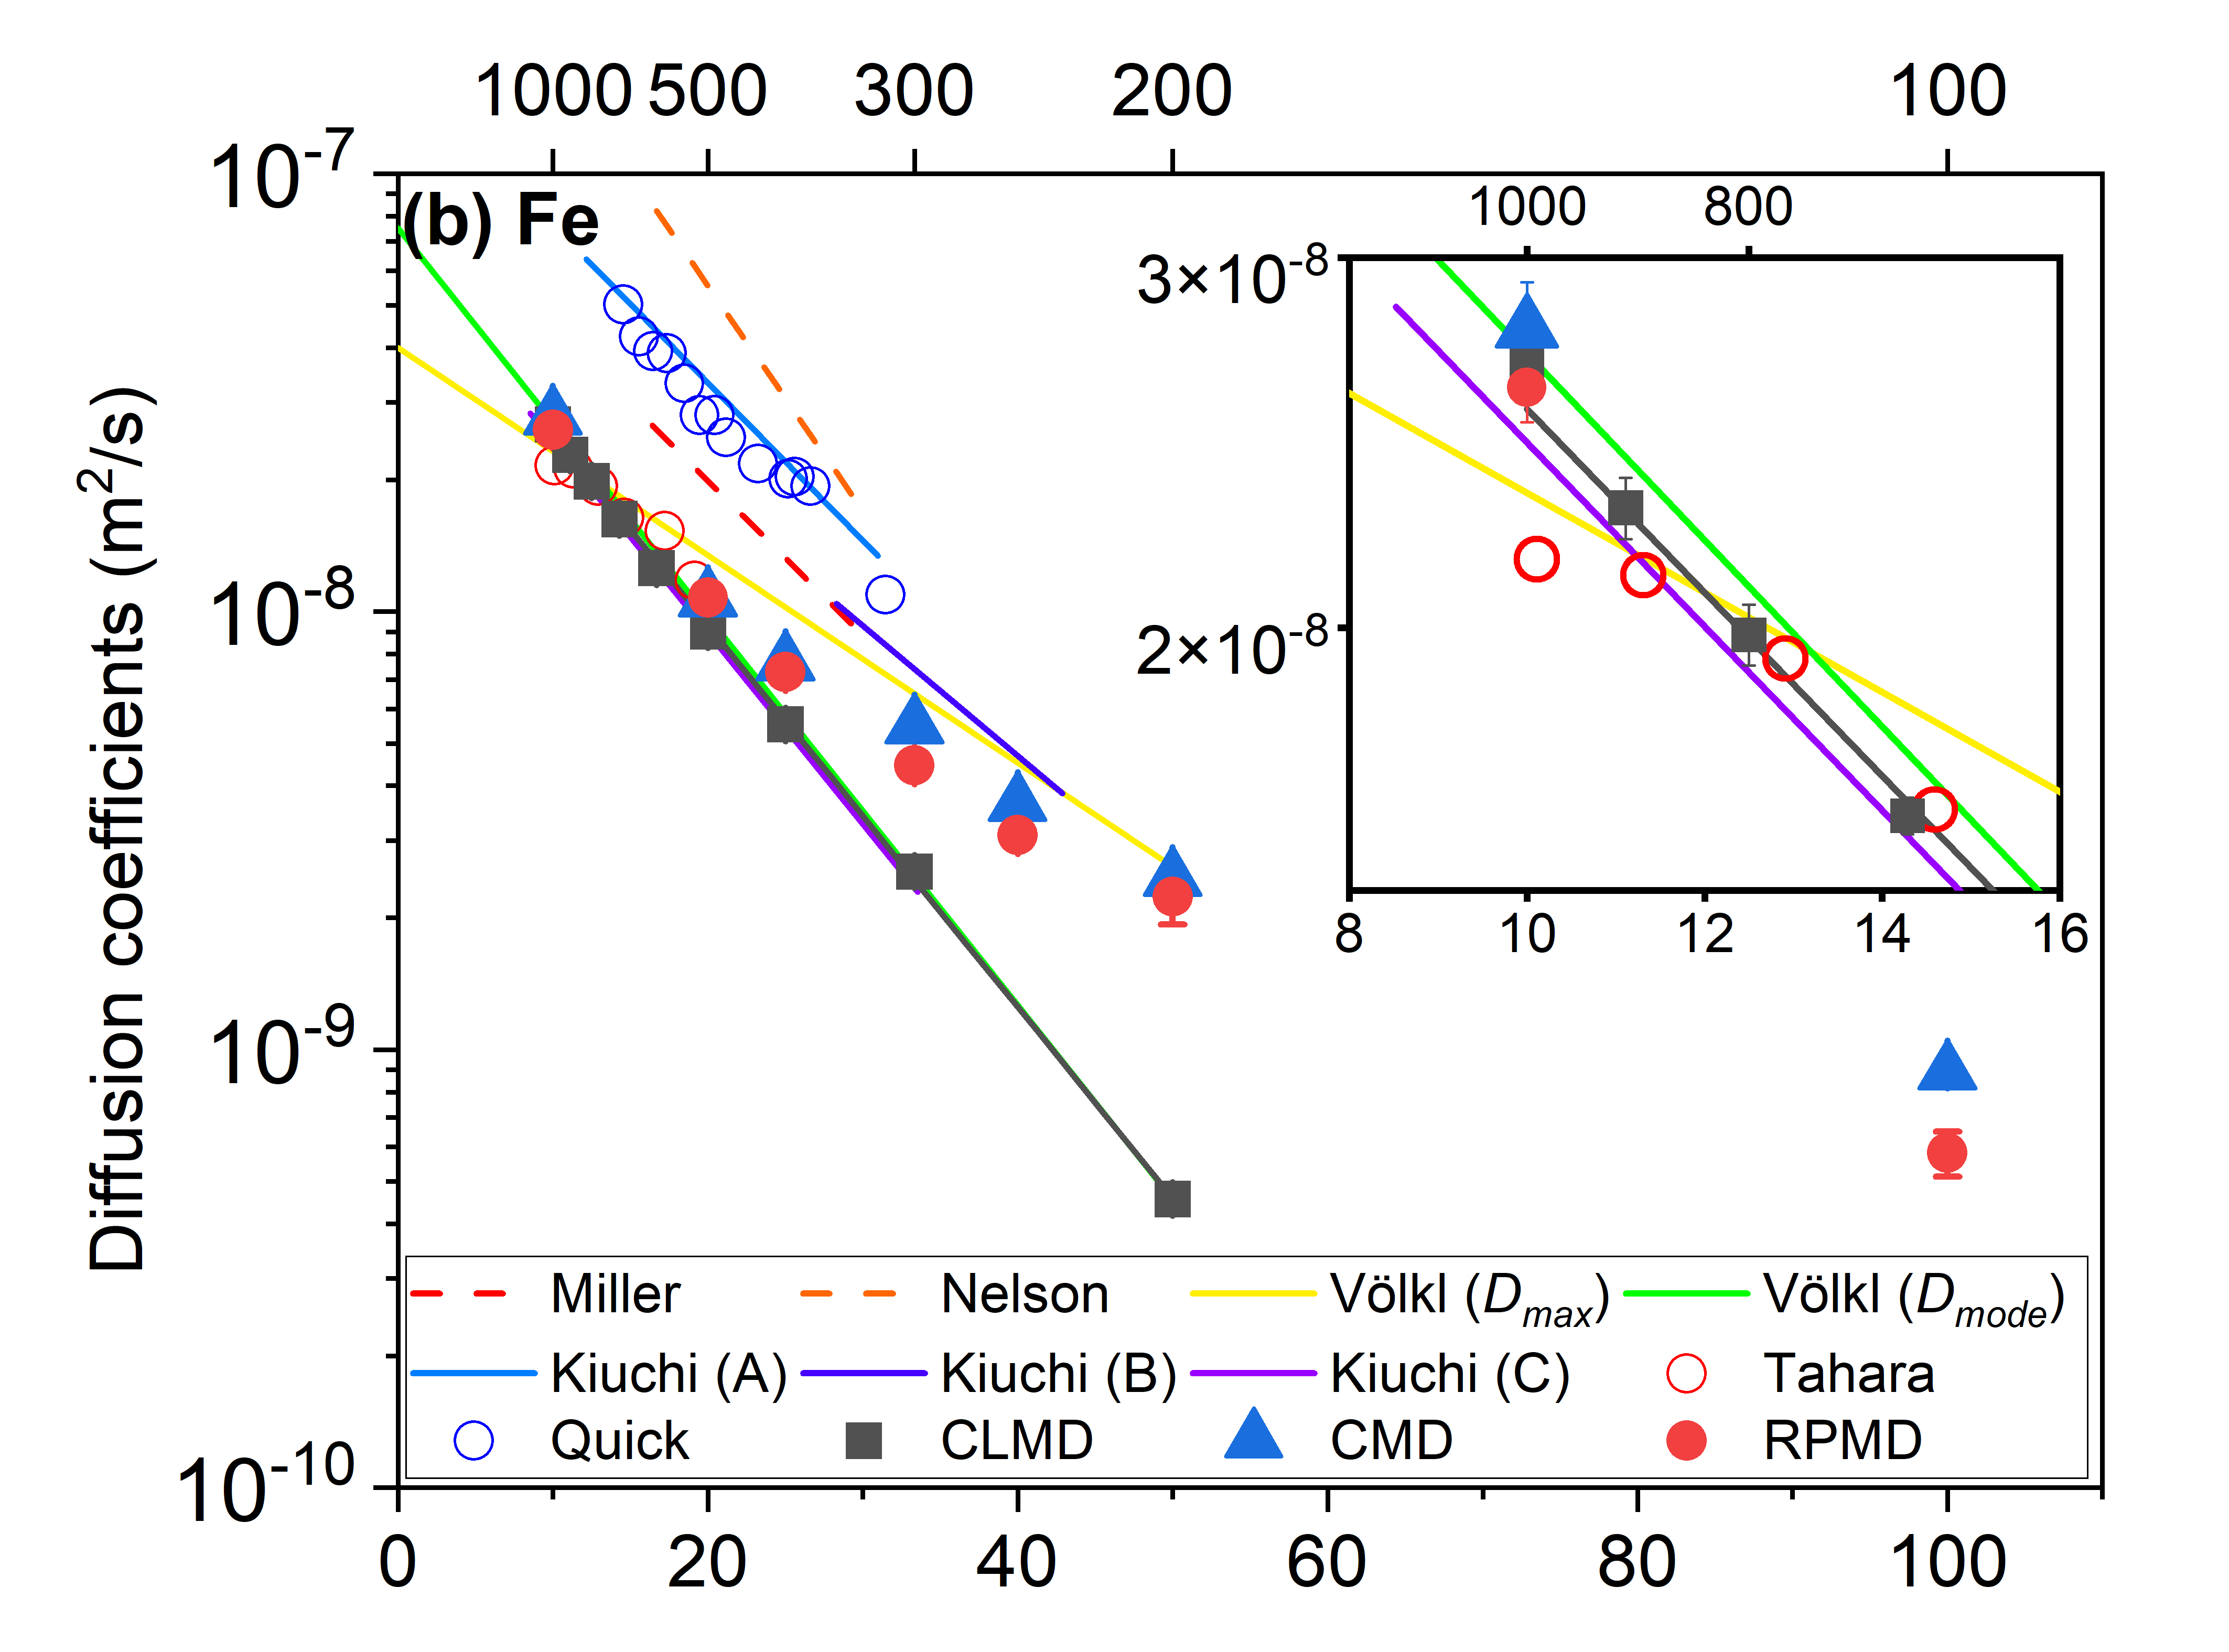 1000 500 300 200 100
10-7
(b) Fe
1000 800
3×10-8
2×10-8
8 10 12 14 16
10-8
Diffusion coefficients (m2/s)
10-9
10-10
Miller Nelson Völkl (Dmax) Völkl (Dmode)
Kiuchi (A) Kiuchi (B) Kiuchi (C) Tahara
Quick CLMD CMD RPMD
0 20 40 60 80 100